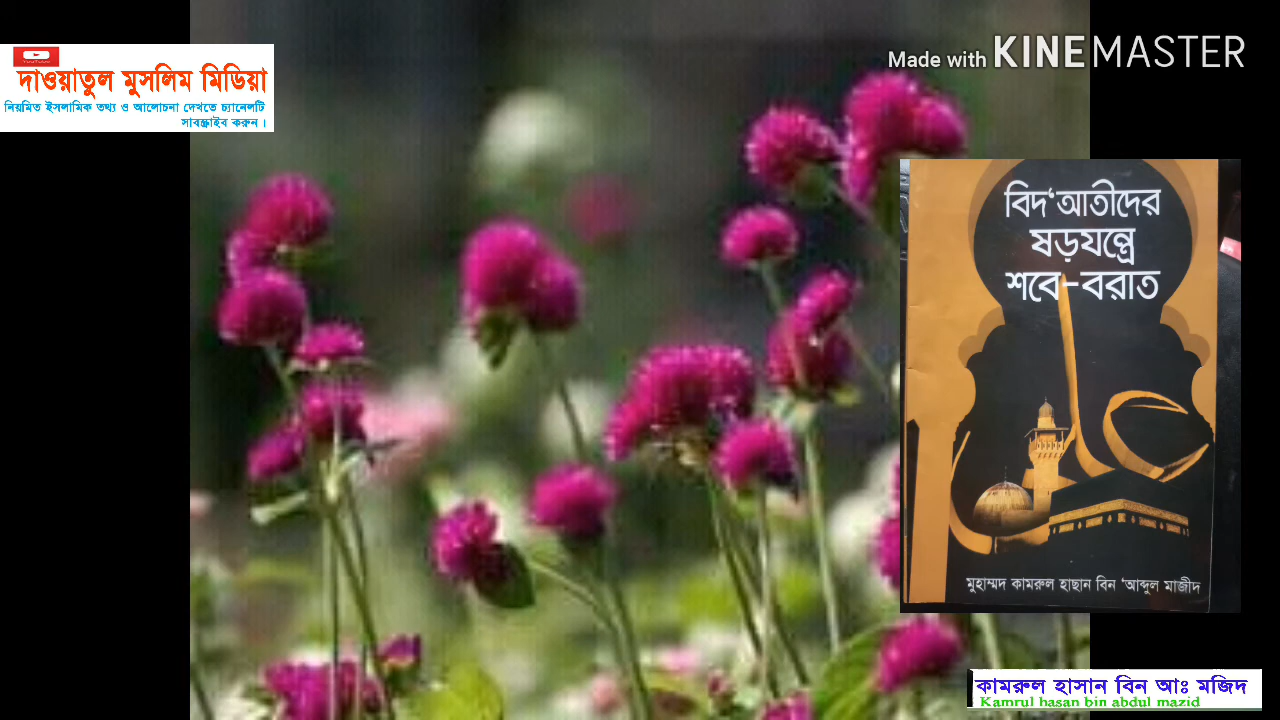 YouTube
দাওয়াতুল মুসলিম মিডিয়া
নিয়মিত ইসলামিক তথ্য ও আলোচনা দেখতে চ্যানেলটি
সাবস্ক্রাইব করুন।
Made with KINEMASTER
বিদ‘আতীদের
ষড়যন্ত্রে
শবে-বরাত
মুহাম্মদ কামরুল হাছান বিন ‘আব্দুল মাজীদ
কামরুল হাসান বিন আঃ মজিদ
Kamrul hasan bin abdul mazid